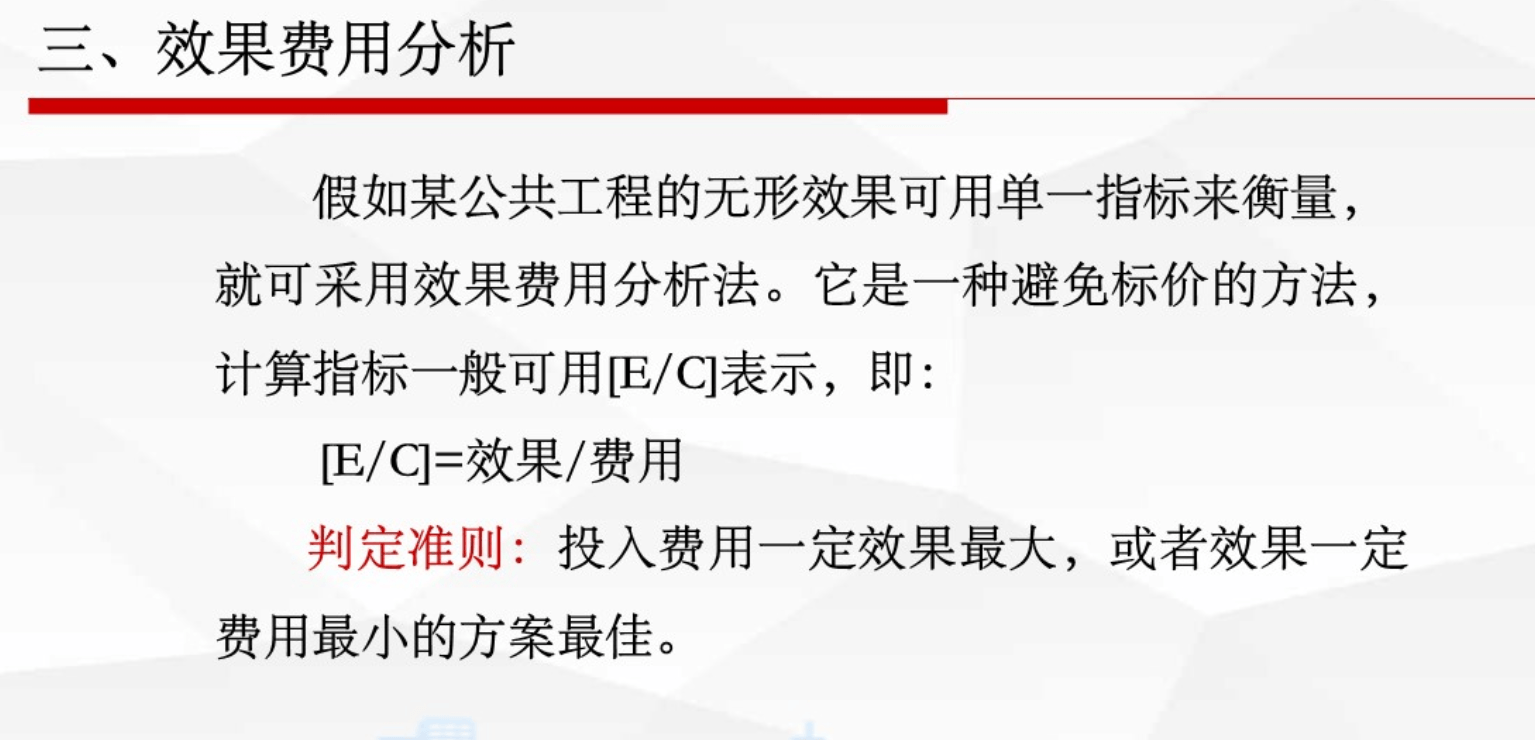 三、效果费用分析
假如某公共工程的无形效果可用单一指标来衡量，
就可采用效果费用分析法。它是一种避免标价的方法，
计算指标一般可用[E/C]表示，即：
[E/C]=效果/费用
判定准则：投入费用一定效果最大，或者效果一定
费用最小的方案最佳。